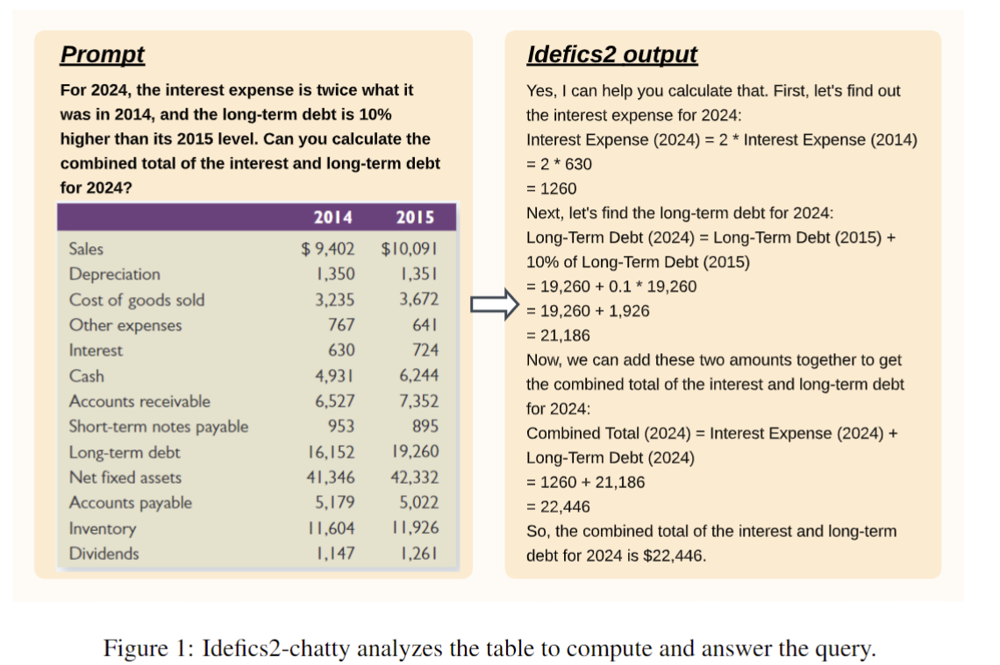 Prompt
For 2024, the interest expense is twice what it
was in 2014, and the long-term debt is 10%
higher than its 2015 level. Can you calculate the
combined total of the interest and long-term debt
for 2024?
2014 2015
Sales $ 9,402 $10,091
Depreciation 1,350 1,351
Cost of goods sold 3,235 3,672
Other expenses 767 641
Interest 630 724
Cash 4,931 6,244
Accounts receivable 6,527 7,352
Short-term notes payable 953 895
Long-term debt 16,152 19,260
Net fixed assets 41,346 42,332
Accounts payable 5,179 5,022
Inventory 11,604 11,926
Dividends 1,147 1,261
Idefics2 output
Yes, I can help you calculate that. First, let's find out
the interest expense for 2024:
Interest Expense (2024) = 2 * Interest Expense (2014)
= 2 * 630
= 1260
Next, let's find the long-term debt for 2024:
Long-Term Debt (2024) = Long-Term Debt (2015) +
10% of Long-Term Debt (2015)
= 19,260 + 0.1 * 19,260
= 19,260 + 1,926
= 21,186
Now, we can add these two amounts together to get
the combined total of the interest and long-term debt
for 2024:
Combined Total (2024) = Interest Expense (2024) +
Long-Term Debt (2024)
= 1260 + 21,186
= 22,446
So, the combined total of the interest and long-term
debt for 2024 is $22,446.
Figure 1: Idefics2-chatty analyzes the table to compute and answer the query.